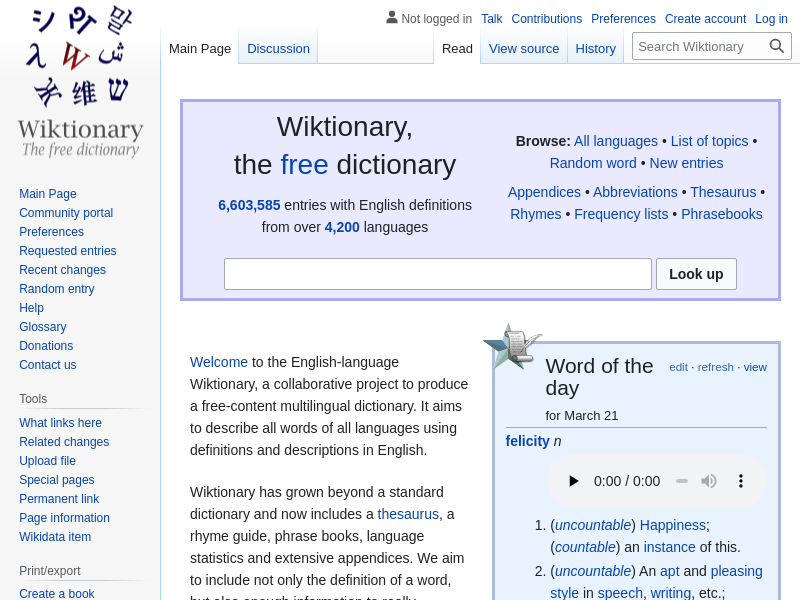 Not logged in Talk Contributions Preferences Create account Log in
Main Page Discussion Read View source History Search Wiktionary
シ
W
维
ש
Wiktionary
The free dictionary
Main Page
Community portal
Preferences
Requested entries
Recent changes
Random entry
Help
Glossary
Donations
Contact us
Tools
What links here
Related changes
Upload file
Special pages
Permanent link
Page information
Wikidata item
Print/export
Create a book
Wiktionary,
the free dictionary
6,603,585 entries with English definitions
from over 4,200 languages
Browse: All languages • List of topics •
Random word • New entries
Appendices • Abbreviations • Thesaurus •
Rhymes • Frequency lists • Phrasebooks
Look up
Welcome to the English-language
Wiktionary, a collaborative project to produce
a free-content multilingual dictionary. It aims
to describe all words of all languages using
definitions and descriptions in English.
Wiktionary has grown beyond a standard
dictionary and now includes a thesaurus, a
rhyme guide, phrase books, language
statistics and extensive appendices. We aim
to include not only the definition of a word,
but also enough information to really
Word of the
day
edit · refresh · view
for March 21
felicity n
0:00 / 0:00
1. (uncountable) Happiness;
(countable) an instance of this.
2. (uncountable) An apt and pleasing
style in speech, writing, etc.;